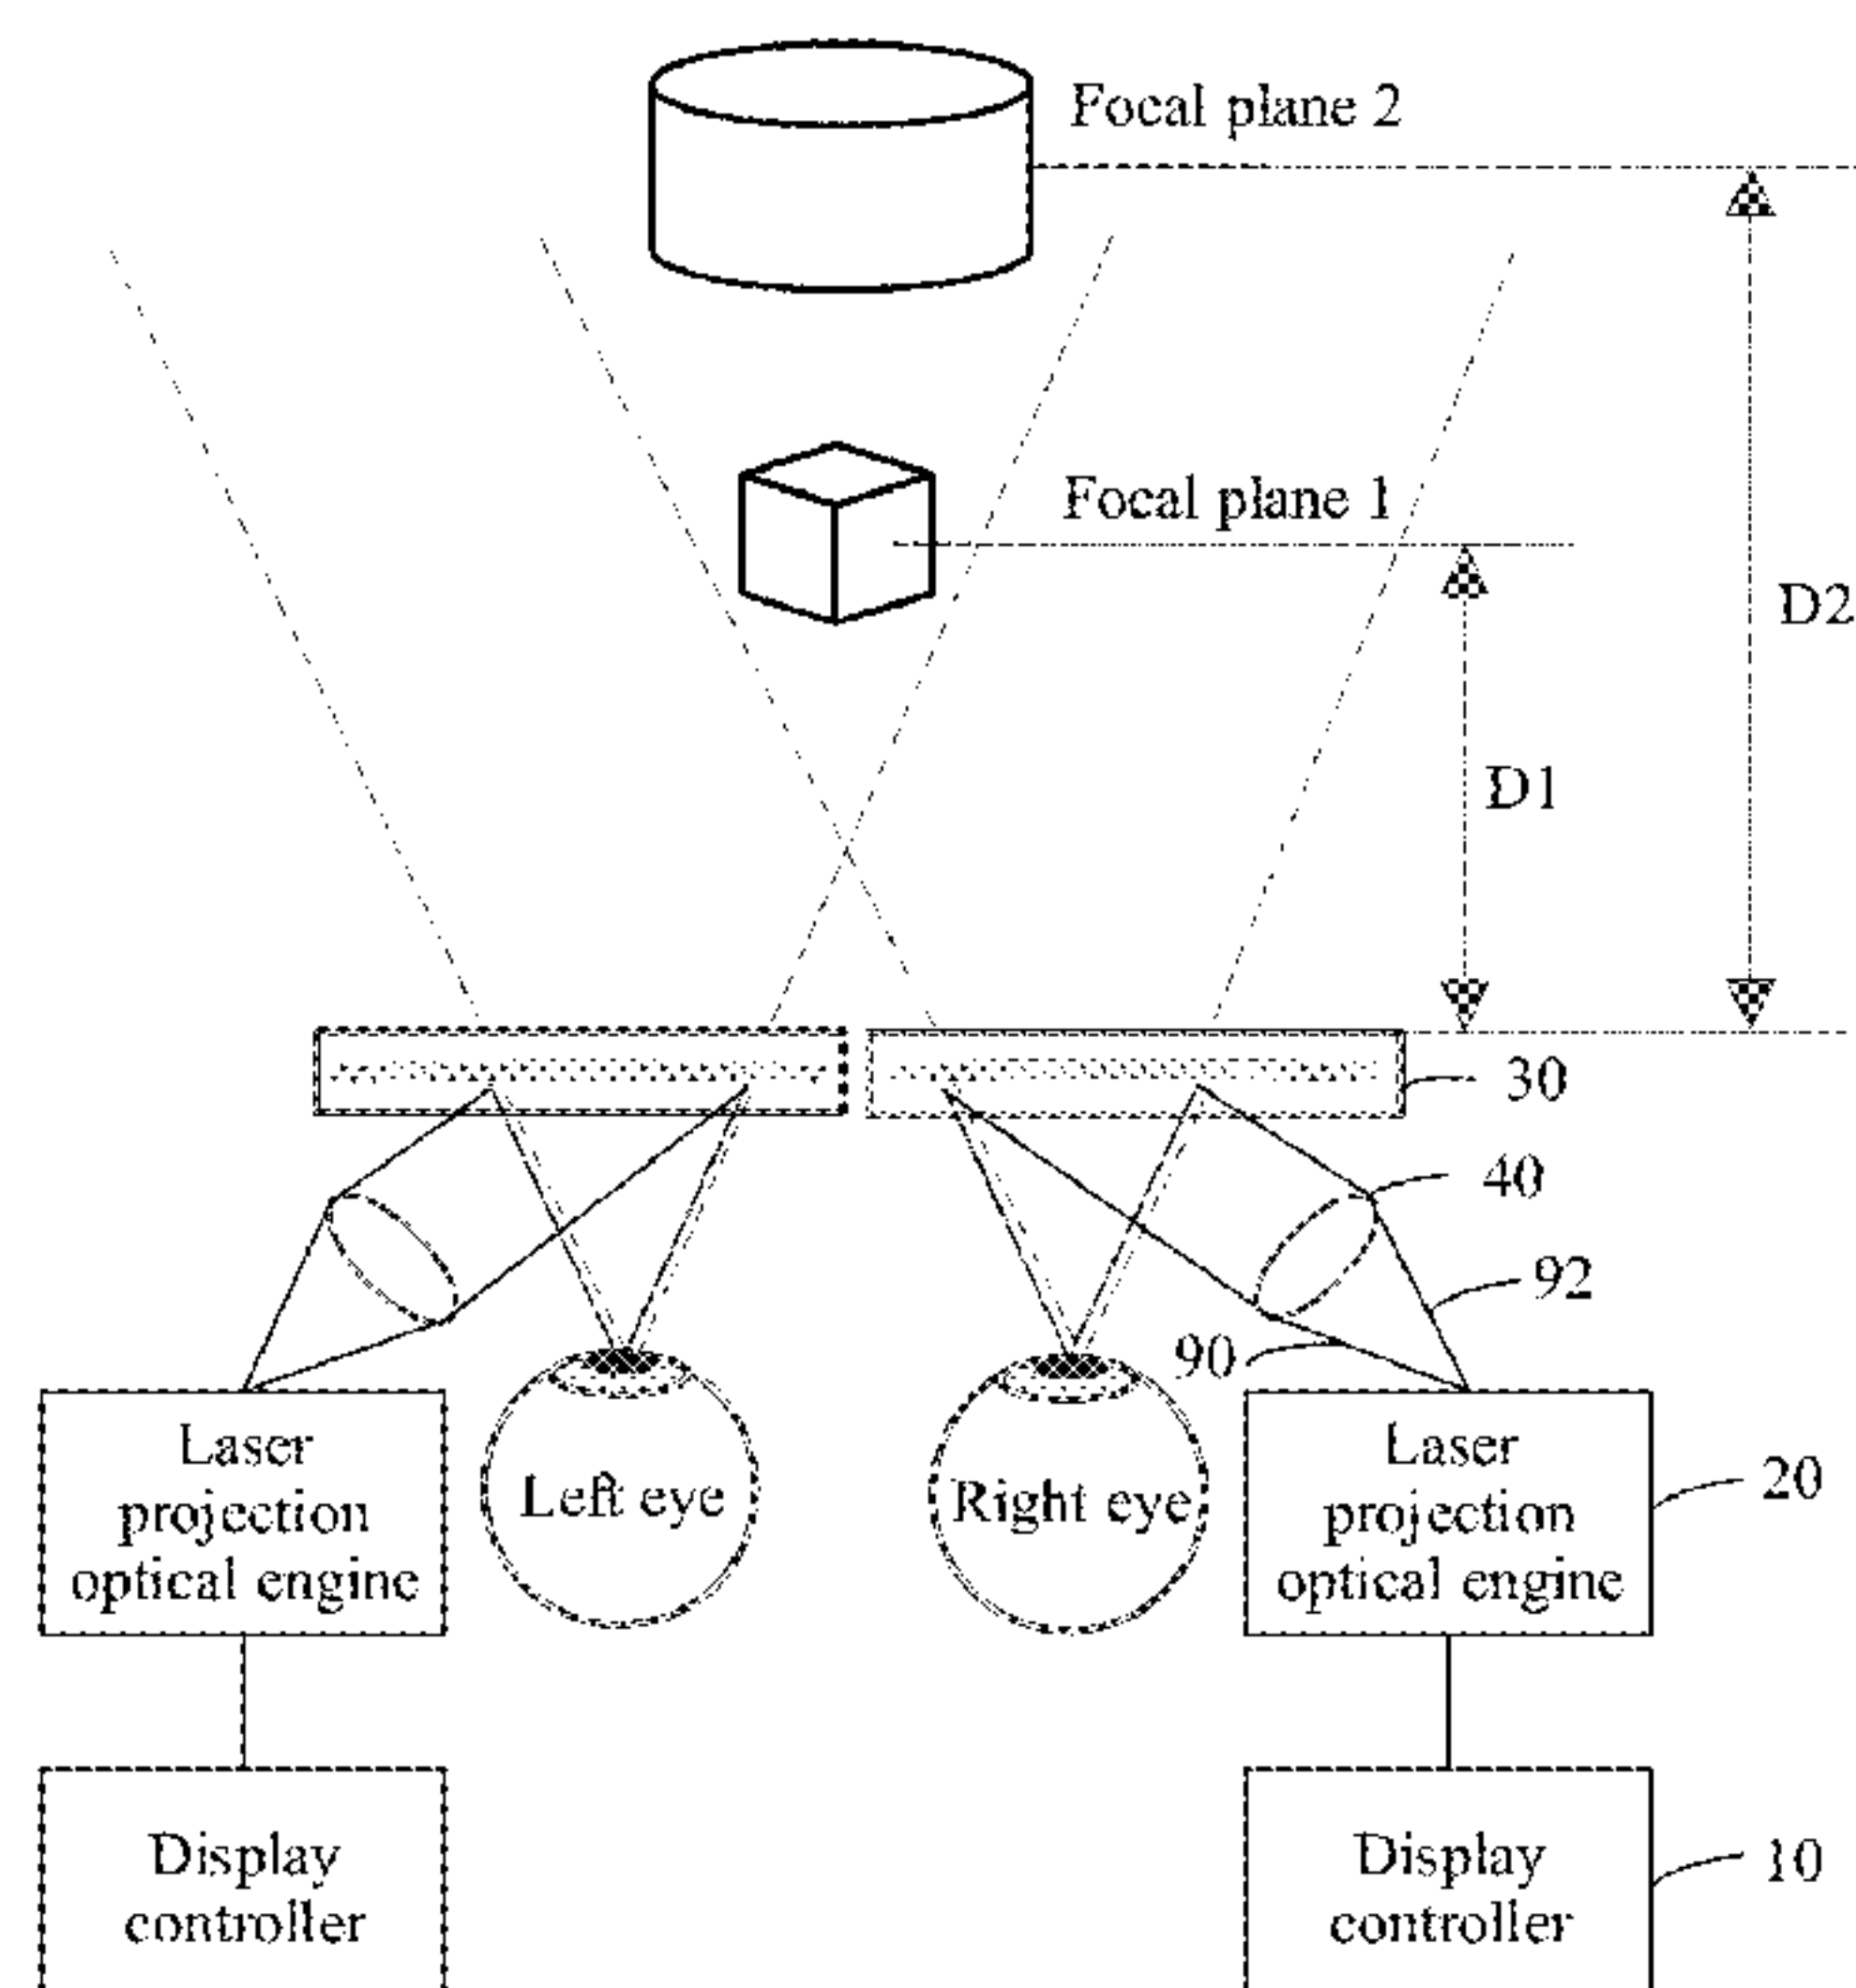 Focal plane 2
Focal plane 1
D2
D1
30
40
92
90
Laser
projection
optical engine
Left eye
Right eye
Laser
projection
optical engine
20
Display
controller
Display
controller
10